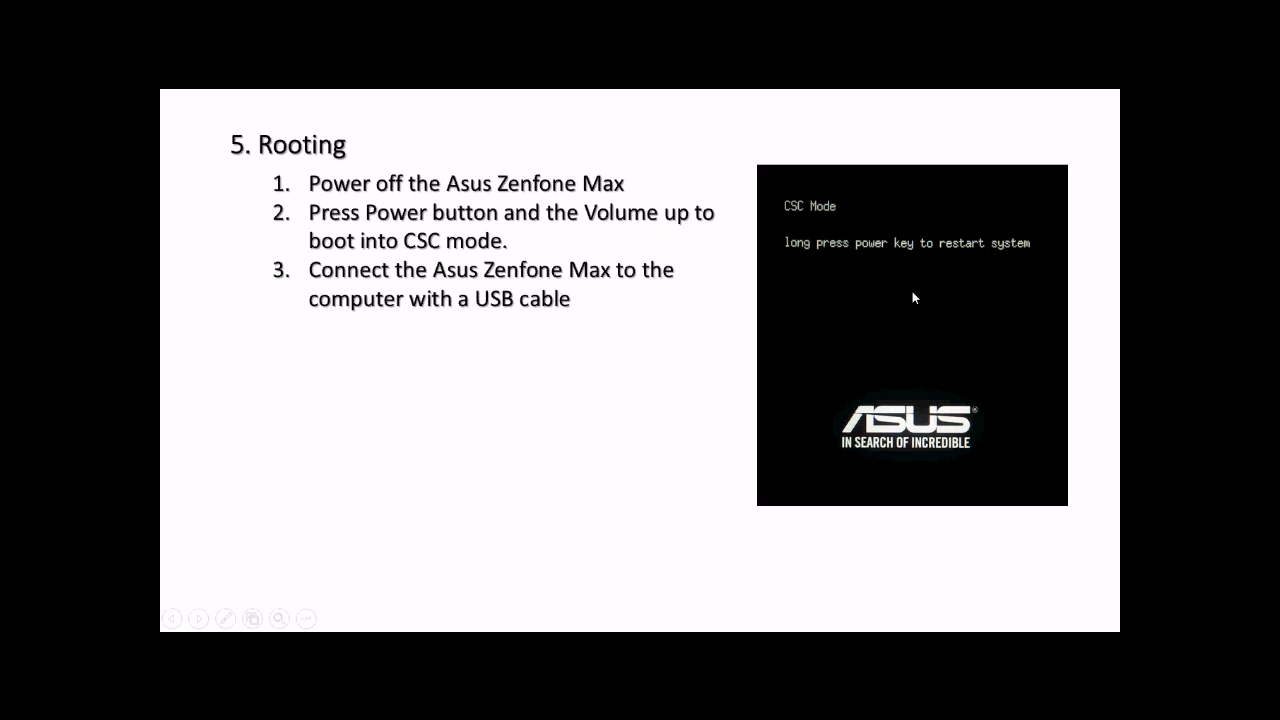 5. Rooting
1. Power off the Asus Zenfone Max
2. Press Power button and the Volume up to
boot into CSC mode.
3. Connect the Asus Zenfone Max to the
computer with a USB cable
CSC Mode
long press power key to restart system
ASUS®
IN SEARCH OF INCREDIBLE